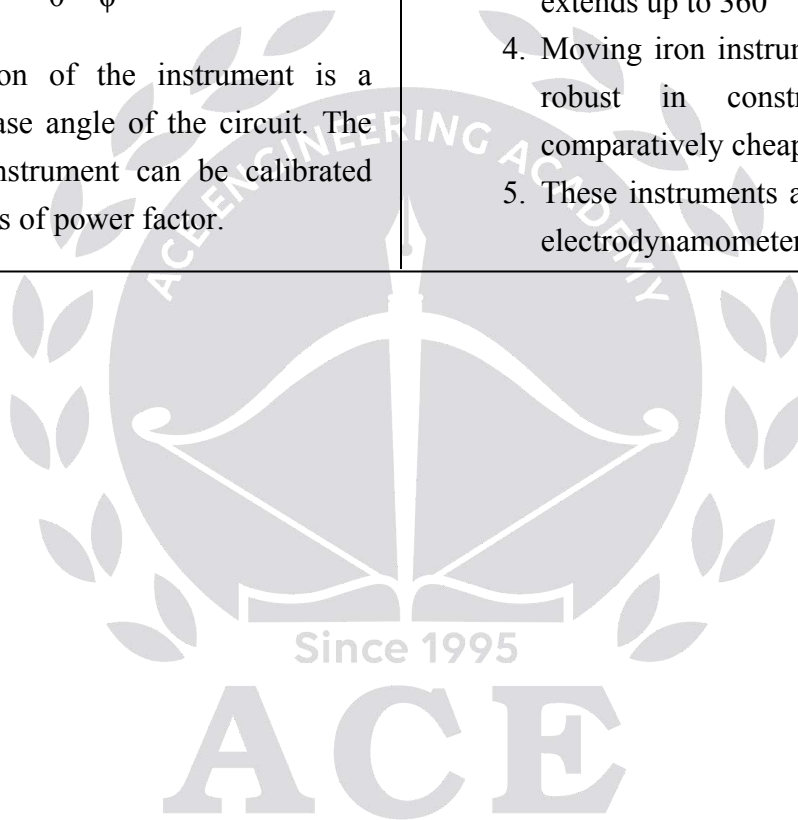 on of the instrument is a
ase angle of the circuit. The
nstrument can be calibrated
s of power factor.
extends up to 360
4. Moving iron instrum
robust in constr
comparatively cheap
5. These instruments a
electrodynamometer
ACE ENGINEERING ACADEMY
Since 1995
ACE